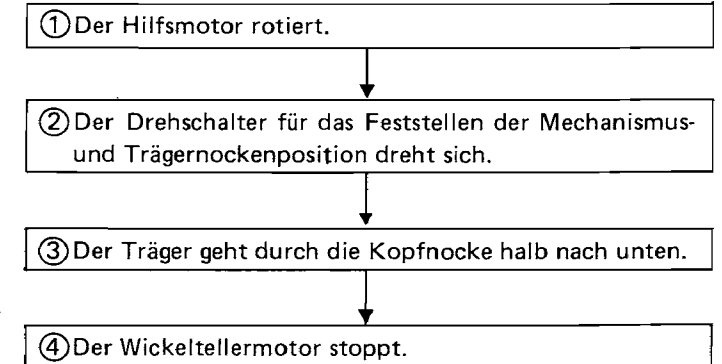 ①Der Hilfsmotor rotiert.
②Der Drehschalter für das Feststellen der Mechanismus-
und Trägernockenposition dreht sich.
③Der Träger geht durch die Kopfnocke halb nach unten.
④Der Wickeltellermotor stoppt.